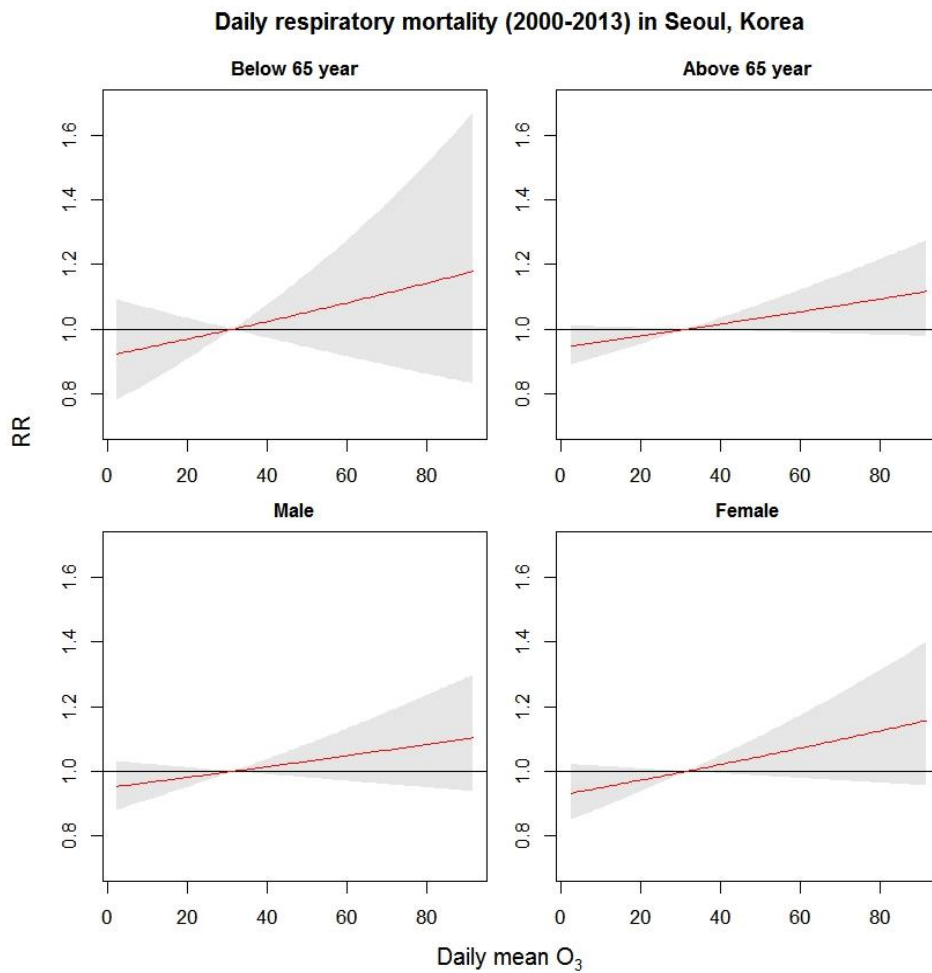 Daily respiratory mortality (2000-2013) in Seoul, Korea
Below 65 year
Above 65 year
1.6
1.4
1.2
1.0
0.8
0 20 40 60 80
1.6
1.4
1.2
1.0
0.8
0 20 40 60 80
RR
Male
Female
1.6
1.4
1.2
1.0
0.8
0 20 40 60 80
1.6
1.4
1.2
1.0
0.8
0 20 40 60 80
Daily mean O₃